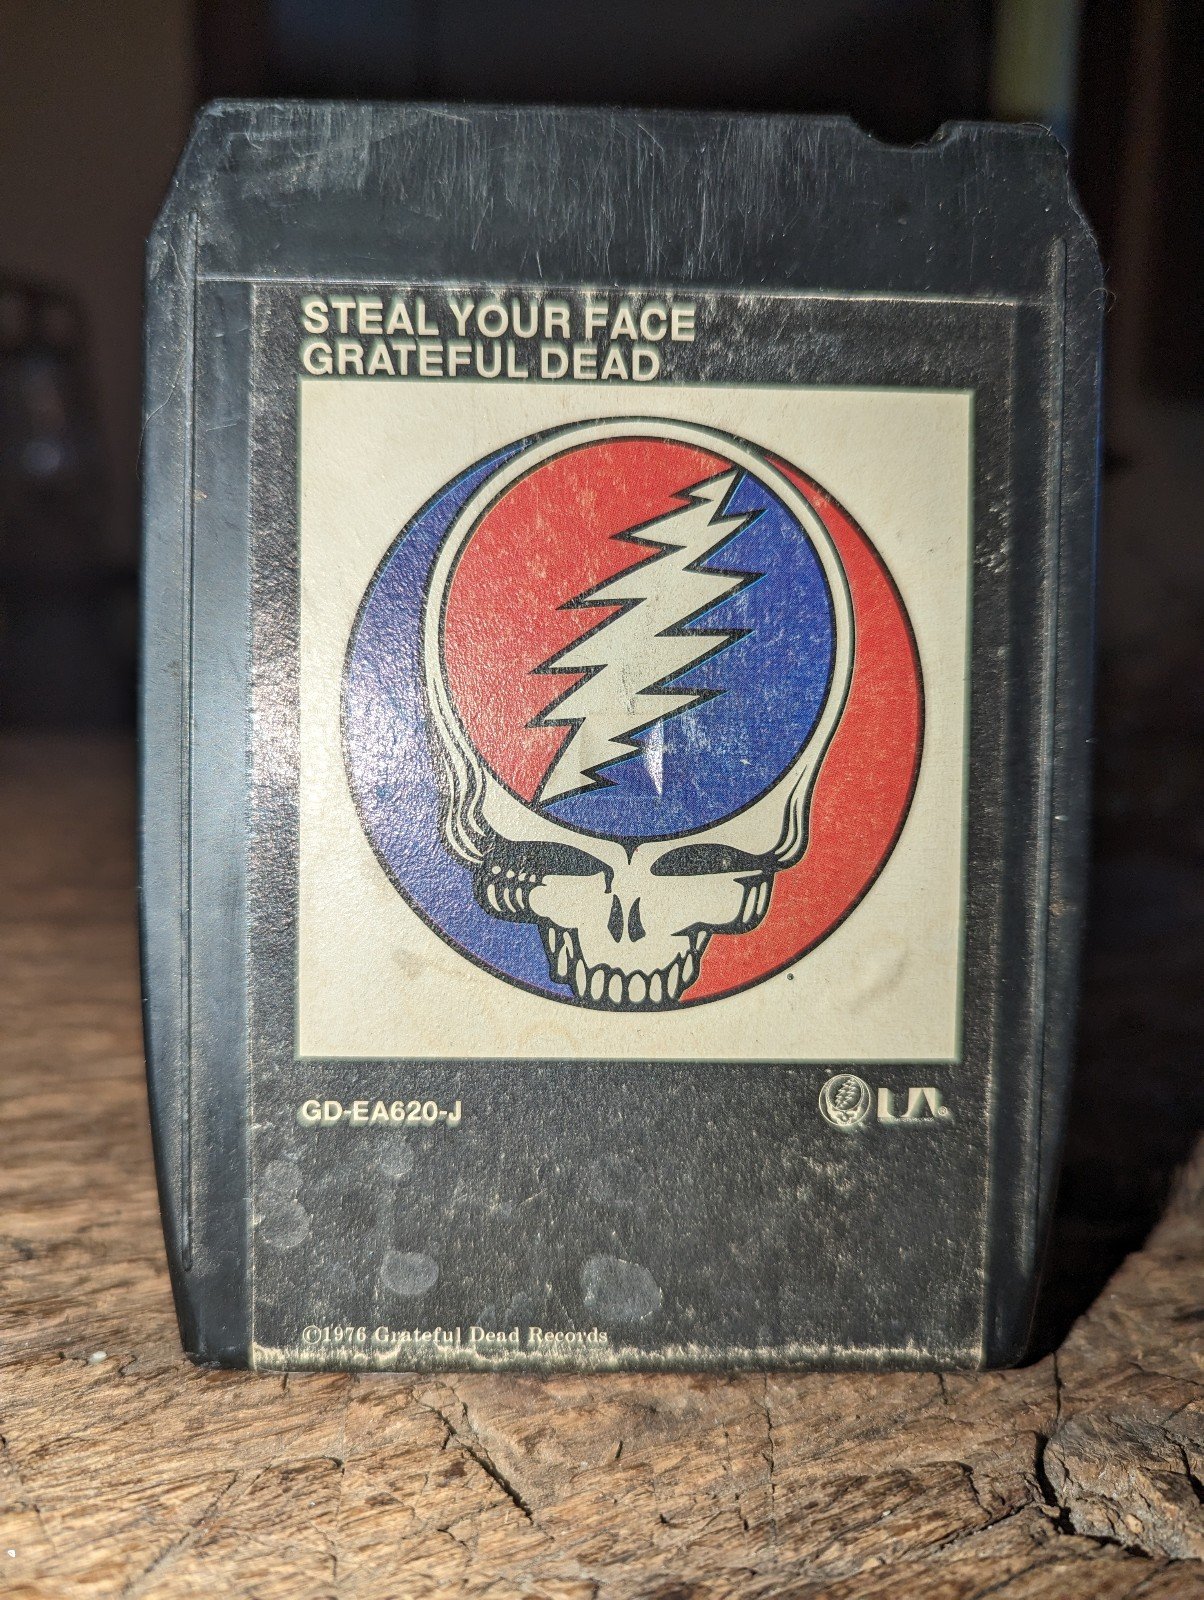 STEAL YOUR FACE
GRATEFUL DEAD
GD-EA620-J
UA
©1976 Grateful Dead Records